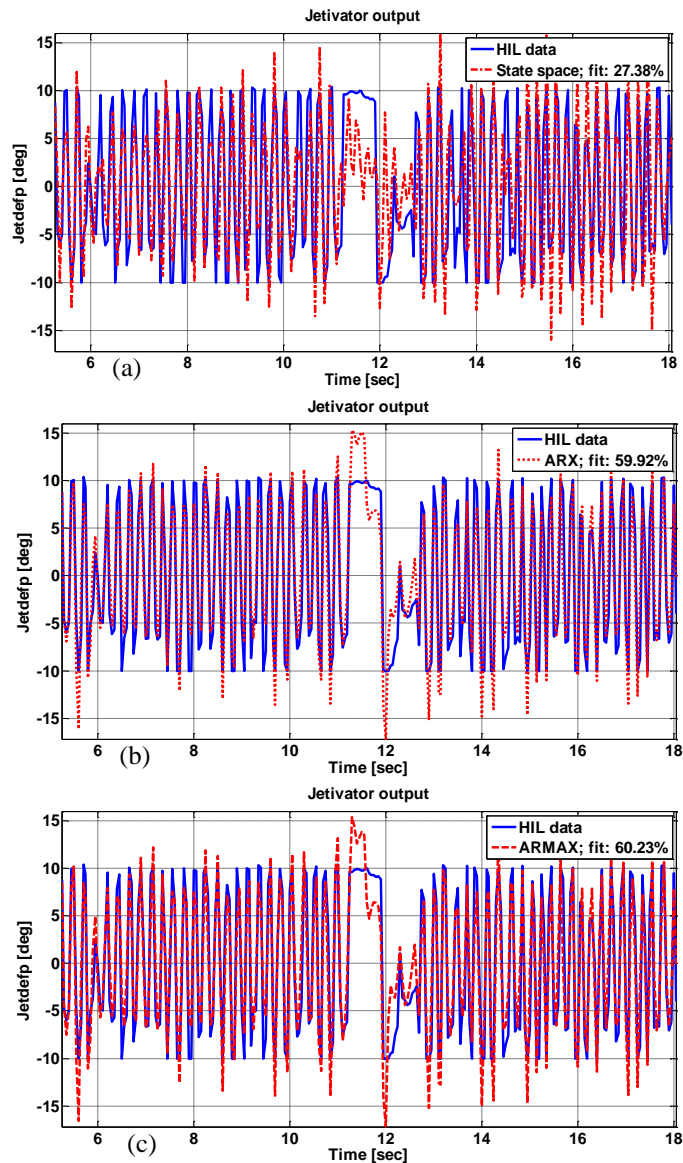 Jetivator output
HIL data
State space; fit: 27.38%
15
10
5
0
-5
-10
-15
Jetdefp [deg]
6 8 10 12 14 16 18
Time [sec]
(a)
Jetivator output
HIL data
ARX; fit: 59.92%
15
10
5
0
-5
-10
-15
Jetdefp [deg]
6 8 10 12 14 16 18
Time [sec]
(b)
Jetivator output
HIL data
ARMAX; fit: 60.23%
15
10
5
0
-5
-10
-15
Jetdefp [deg]
6 8 10 12 14 16 18
Time [sec]
(c)